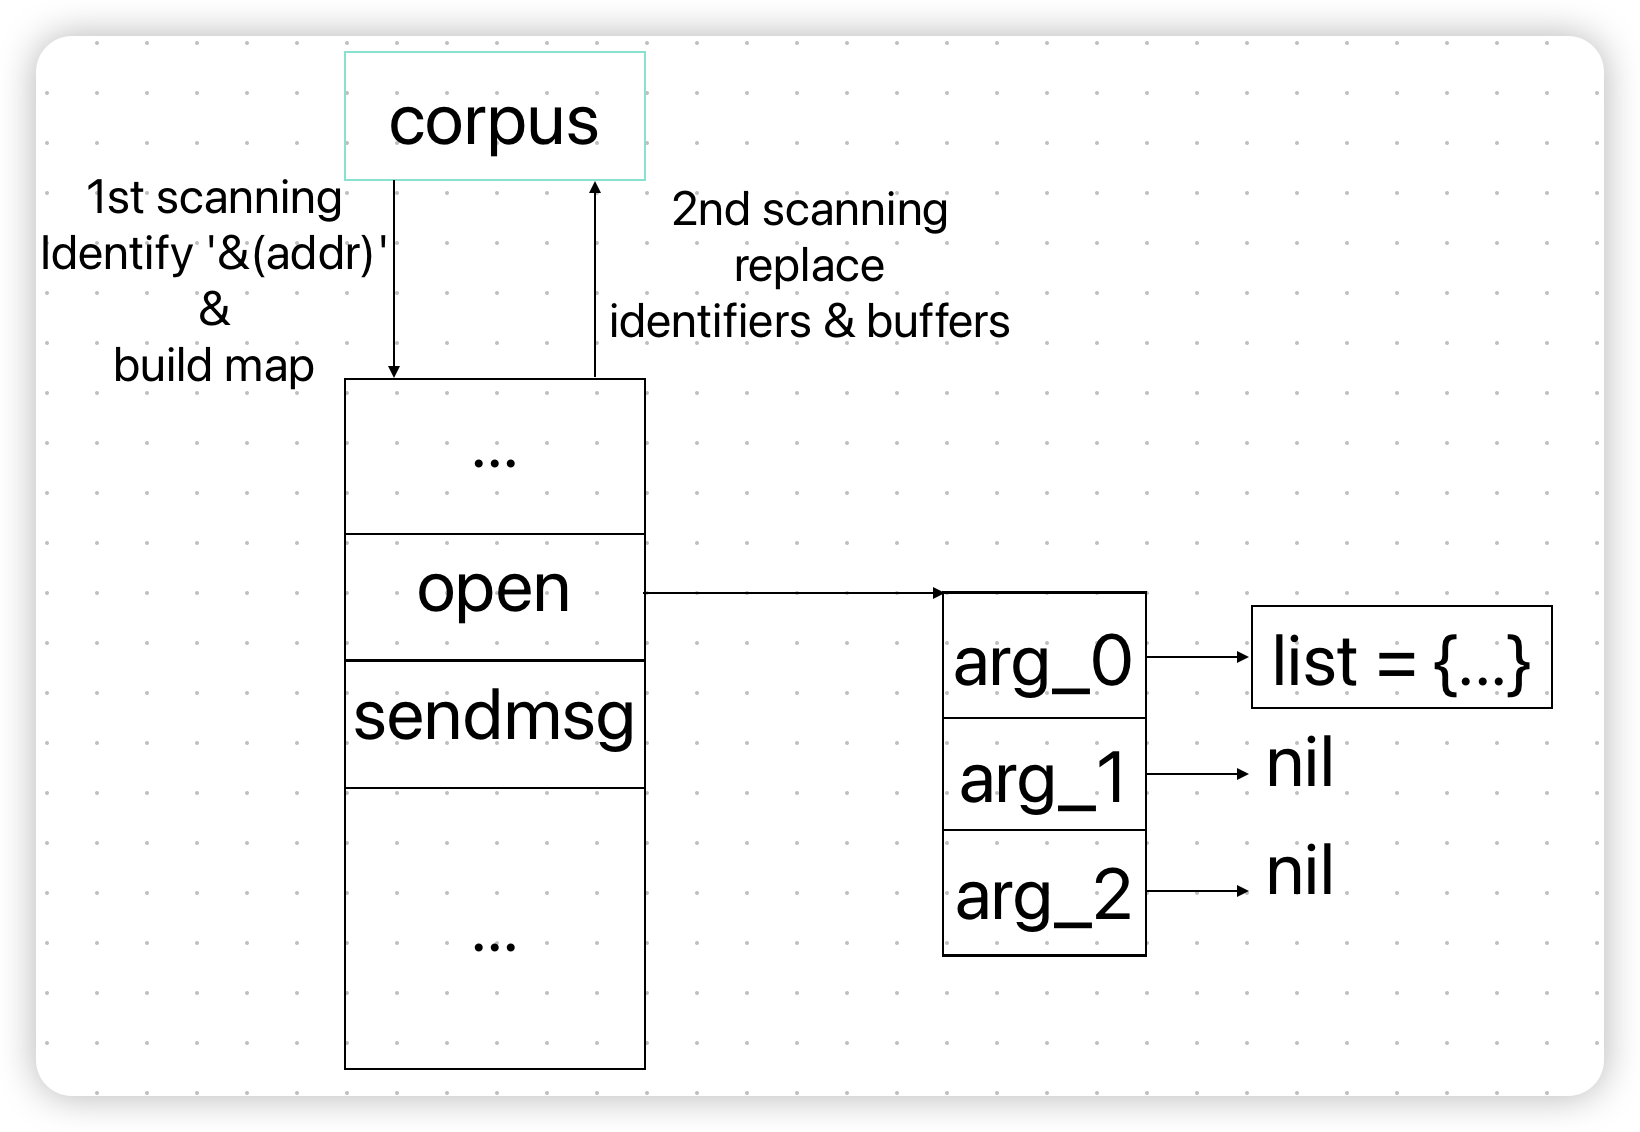 corpus
1st scanning
Identify '&(addr)'
&
build map
2nd scanning
replace
identifiers & buffers
...
open
sendmsg
...
arg_0
list = {...}
arg_1
nil
arg_2
nil